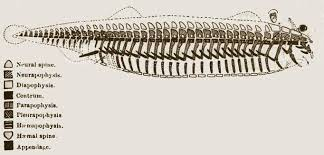 Neural spine.
Neurapophysis.
Diapophysis.
Centrum.
Parapophysis.
Pleurapophysis
Hæmapophysis.
Hæmal spine.
Appendage.